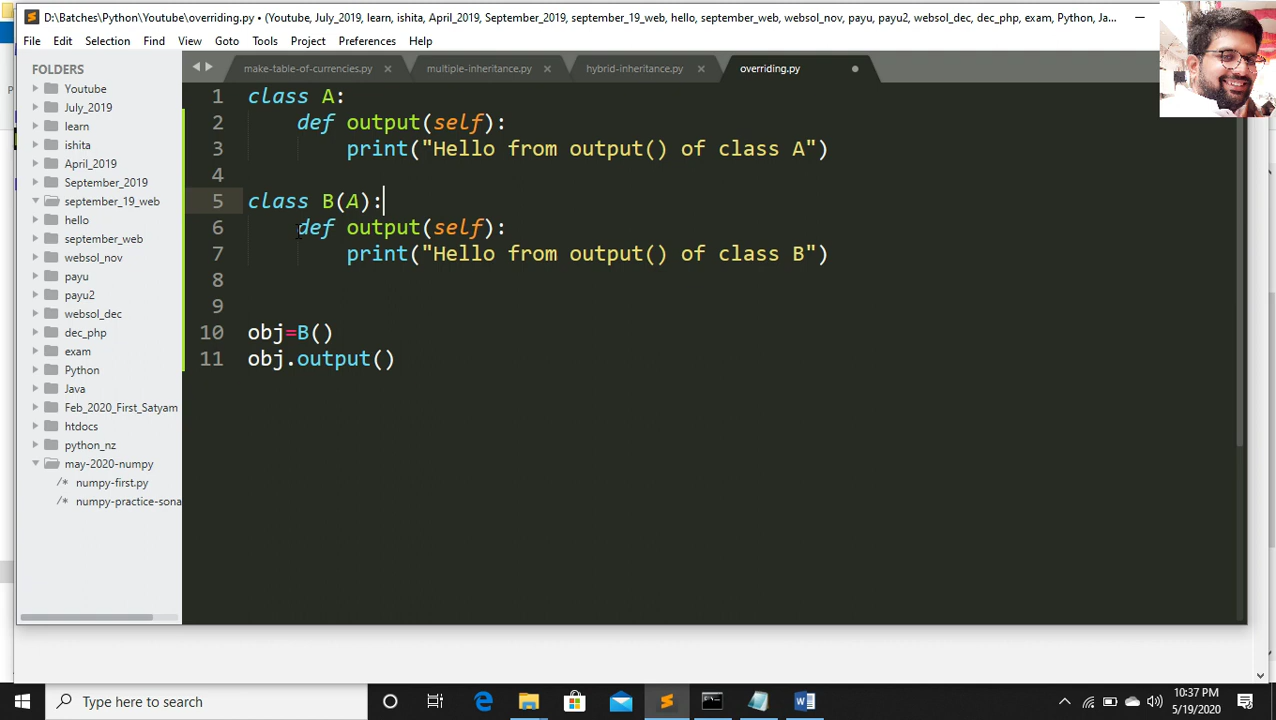 D:\Batches\Python\Youtube\overriding.py • (Youtube, July_2019, learn, ishita, April_2019, September_2019, september_19_web, hello, september_web, websol_nov, payu, payu2, websol_dec, dec_php, exam, Python, Ja...
File Edit Selection Find View Goto Tools Project Preferences Help
FOLDERS
Youtube
July_2019
learn
ishita
April_2019
September_2019
september_19_web
hello
september_web
websol_nov
payu
payu2
websol_dec
dec_php
exam
Python
Java
Feb_2020_First_Satyam
htdocs
python_nz
may-2020-numpy
/* numpy-first.py
/* numpy-practice-sona
make-table-of-currencies.py × multiple-inheritance.py × hybrid-inheritance.py × overriding.py
1 class A:
2 def output(self):
3 print("Hello from output() of class A")
4
5 class B(A):
6 def output(self):
7 print("Hello from output() of class B")
8
9
10 obj=B()
11 obj.output()
Type here to search
10:37 PM
5/19/2020